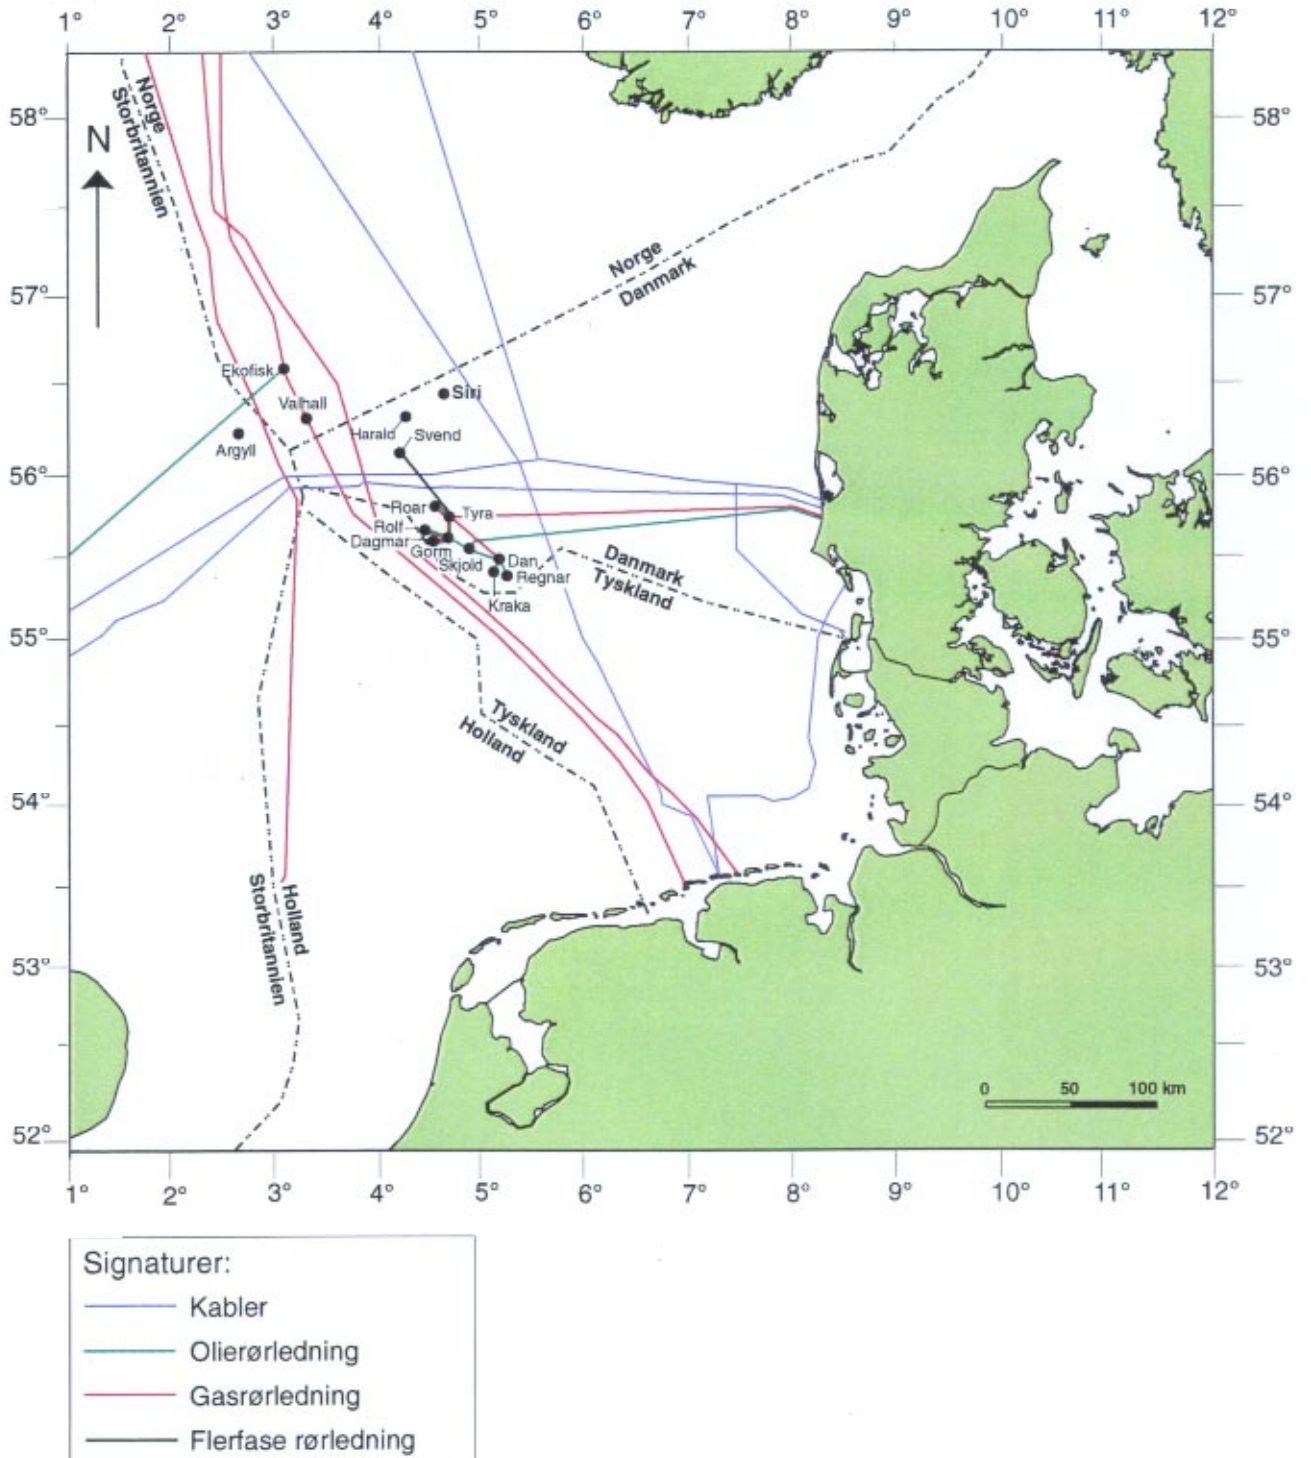 1° 2° 3° 4° 5° 6° 7° 8° 9° 10° 11° 12°
58° 58°
57° 57°
56° 56°
55° 55°
54° 54°
53° 53°
52° 52°
N
Norge
Storbritannien
Norge
Danmark
Ekofisk
Siri
Valhall
Harald
Svend
Argyll
Roar
Tyra
Rolf
Dagmar
Gorm
Skjold
Dan
Regnar
Kraka
Danmark
Tyskland
Tyskland
Holland
Holland
Storbritannien
0 50 100 km
1° 2° 3° 4° 5° 6° 7° 8° 9° 10° 11° 12°
Signaturer:
Kabler
Olierørledning
Gasrørledning
Flerfase rørledning